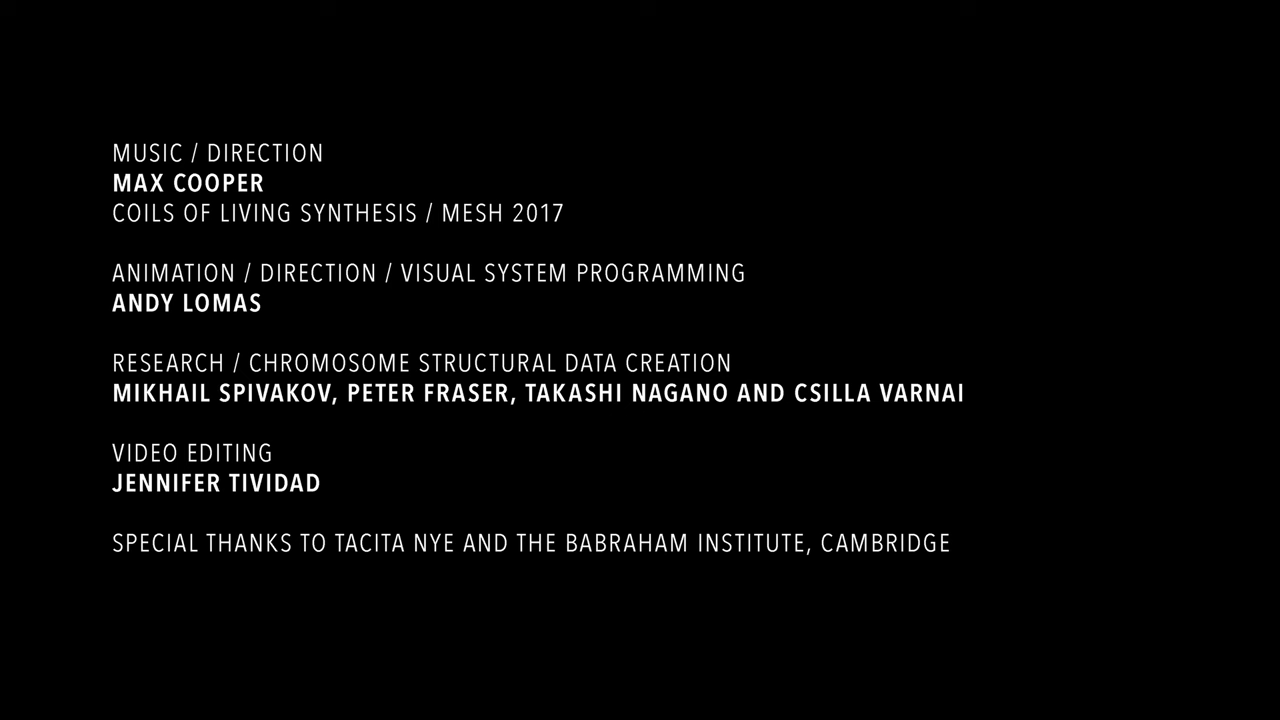 MUSIC / DIRECTION
MAX COOPER
COILS OF LIVING SYNTHESIS / MESH 2017
ANIMATION / DIRECTION / VISUAL SYSTEM PROGRAMMING
ANDY LOMAS
RESEARCH / CHROMOSOME STRUCTURAL DATA CREATION
MIKHAIL SPIVAKOV, PETER FRASER, TAKASHI NAGANO AND CSILLA VARNAI
VIDEO EDITING
JENNIFER TIVIDAD
SPECIAL THANKS TO TACITA NYE AND THE BABRAHAM INSTITUTE, CAMBRIDGE